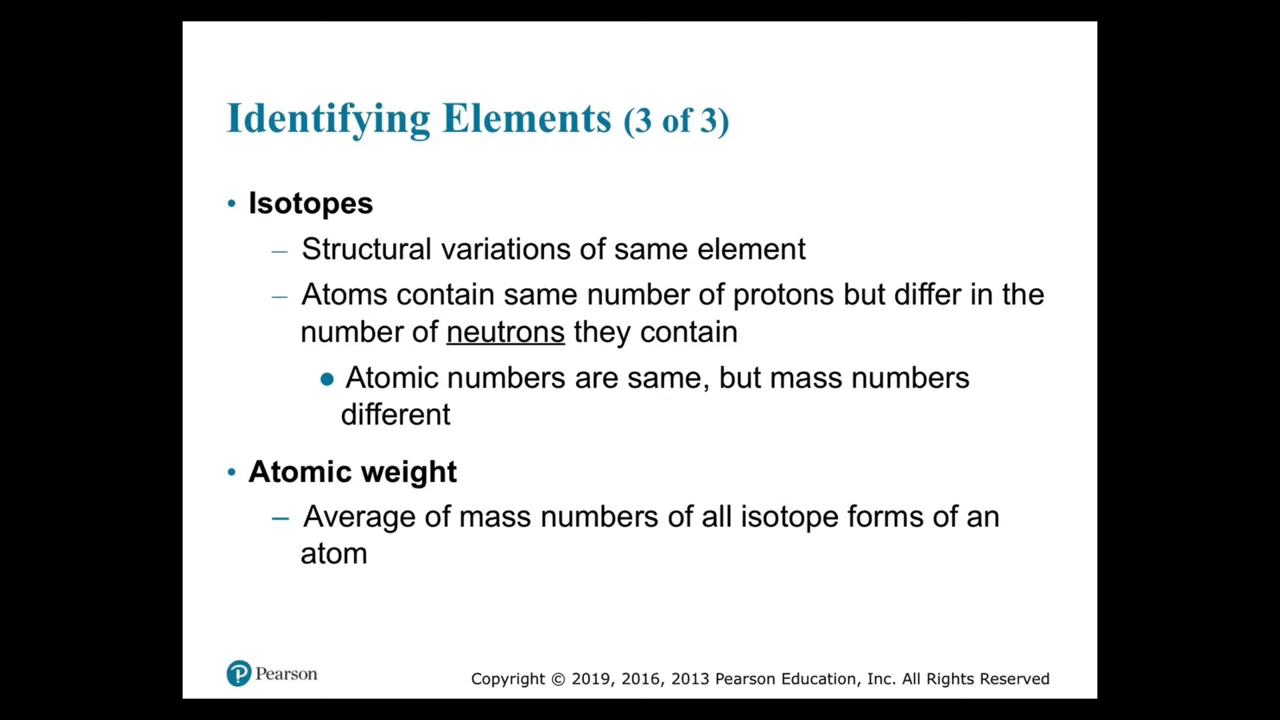 Identifying Elements (3 of 3)
• Isotopes
– Structural variations of same element
– Atoms contain same number of protons but differ in the
number of neutrons they contain
● Atomic numbers are same, but mass numbers
different
• Atomic weight
– Average of mass numbers of all isotope forms of an
atom
P Pearson
Copyright © 2019, 2016, 2013 Pearson Education, Inc. All Rights Reserved